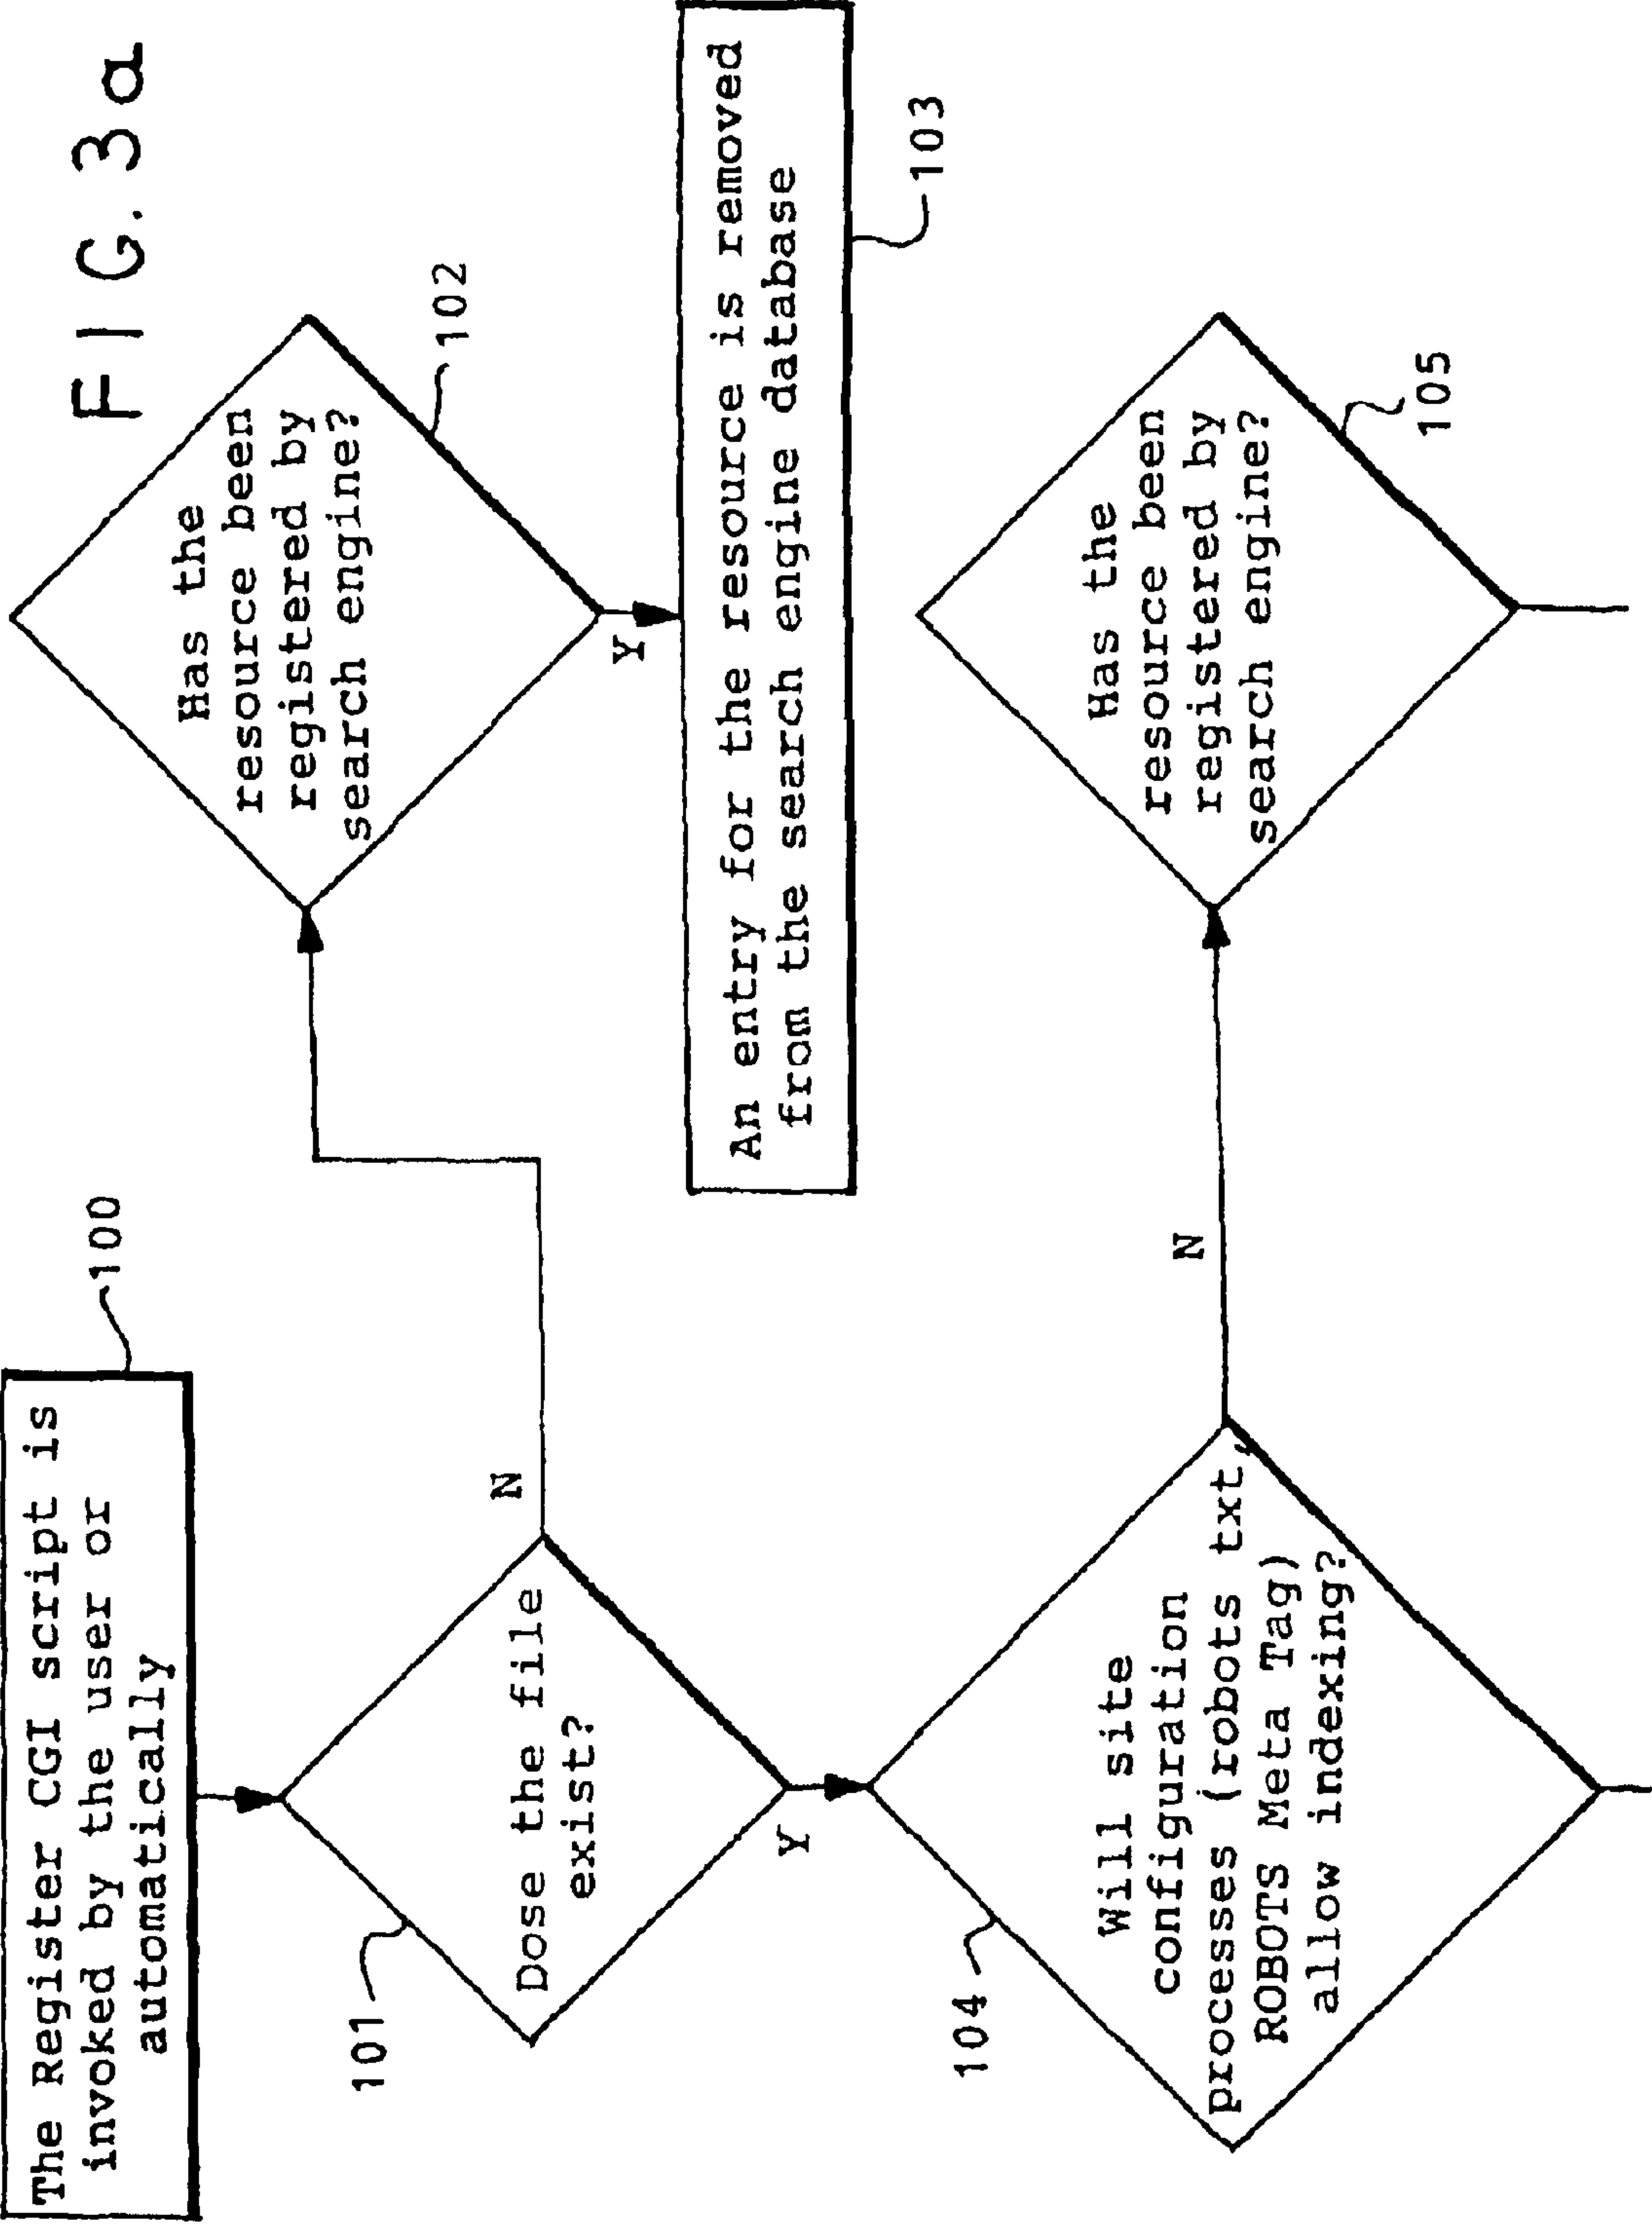 FIG. 3a
The Register CGI script is
invoked by the user or
automatically
100
Dose the file
exist?
101
N
Y
Has the
resource been
registered by
search engine?
102
Y
An entry for the resource is removed
from the search engine database
103
Will site
configuration
processes (robots txt,
ROBOTS Meta Tag)
allow indexing?
104
N
Has the
resource been
registered by
search engine?
105